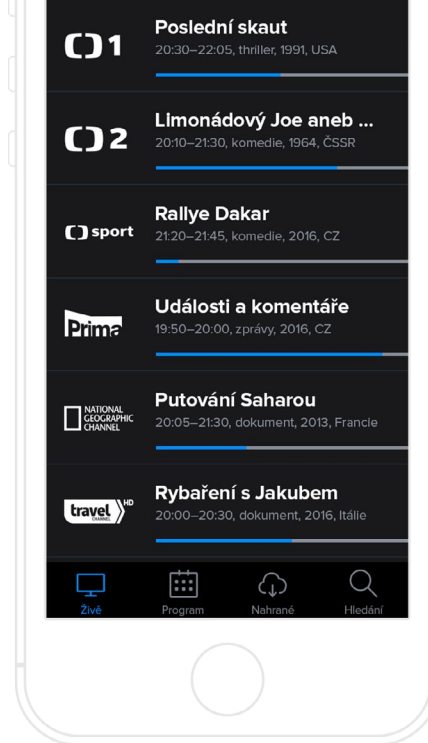 1
Poslední skaut
20:30–22:05, thriller, 1991, USA
2
Limonádový Joe aneb ...
20:10–21:30, komedie, 1964, ČSSR
sport
Rallye Dakar
21:20–21:45, komedie, 2016, CZ
Prima
Události a komentáře
19:50–20:00, zprávy, 2016, CZ
NATIONAL
GEOGRAPHIC
CHANNEL
Putování Saharou
20:05–21:30, dokument, 2013, Francie
travel HD
CHANNEL
Rybaření s Jakubem
20:00–20:30, dokument, 2016, Itálie
Živě Program Nahrané Hledání